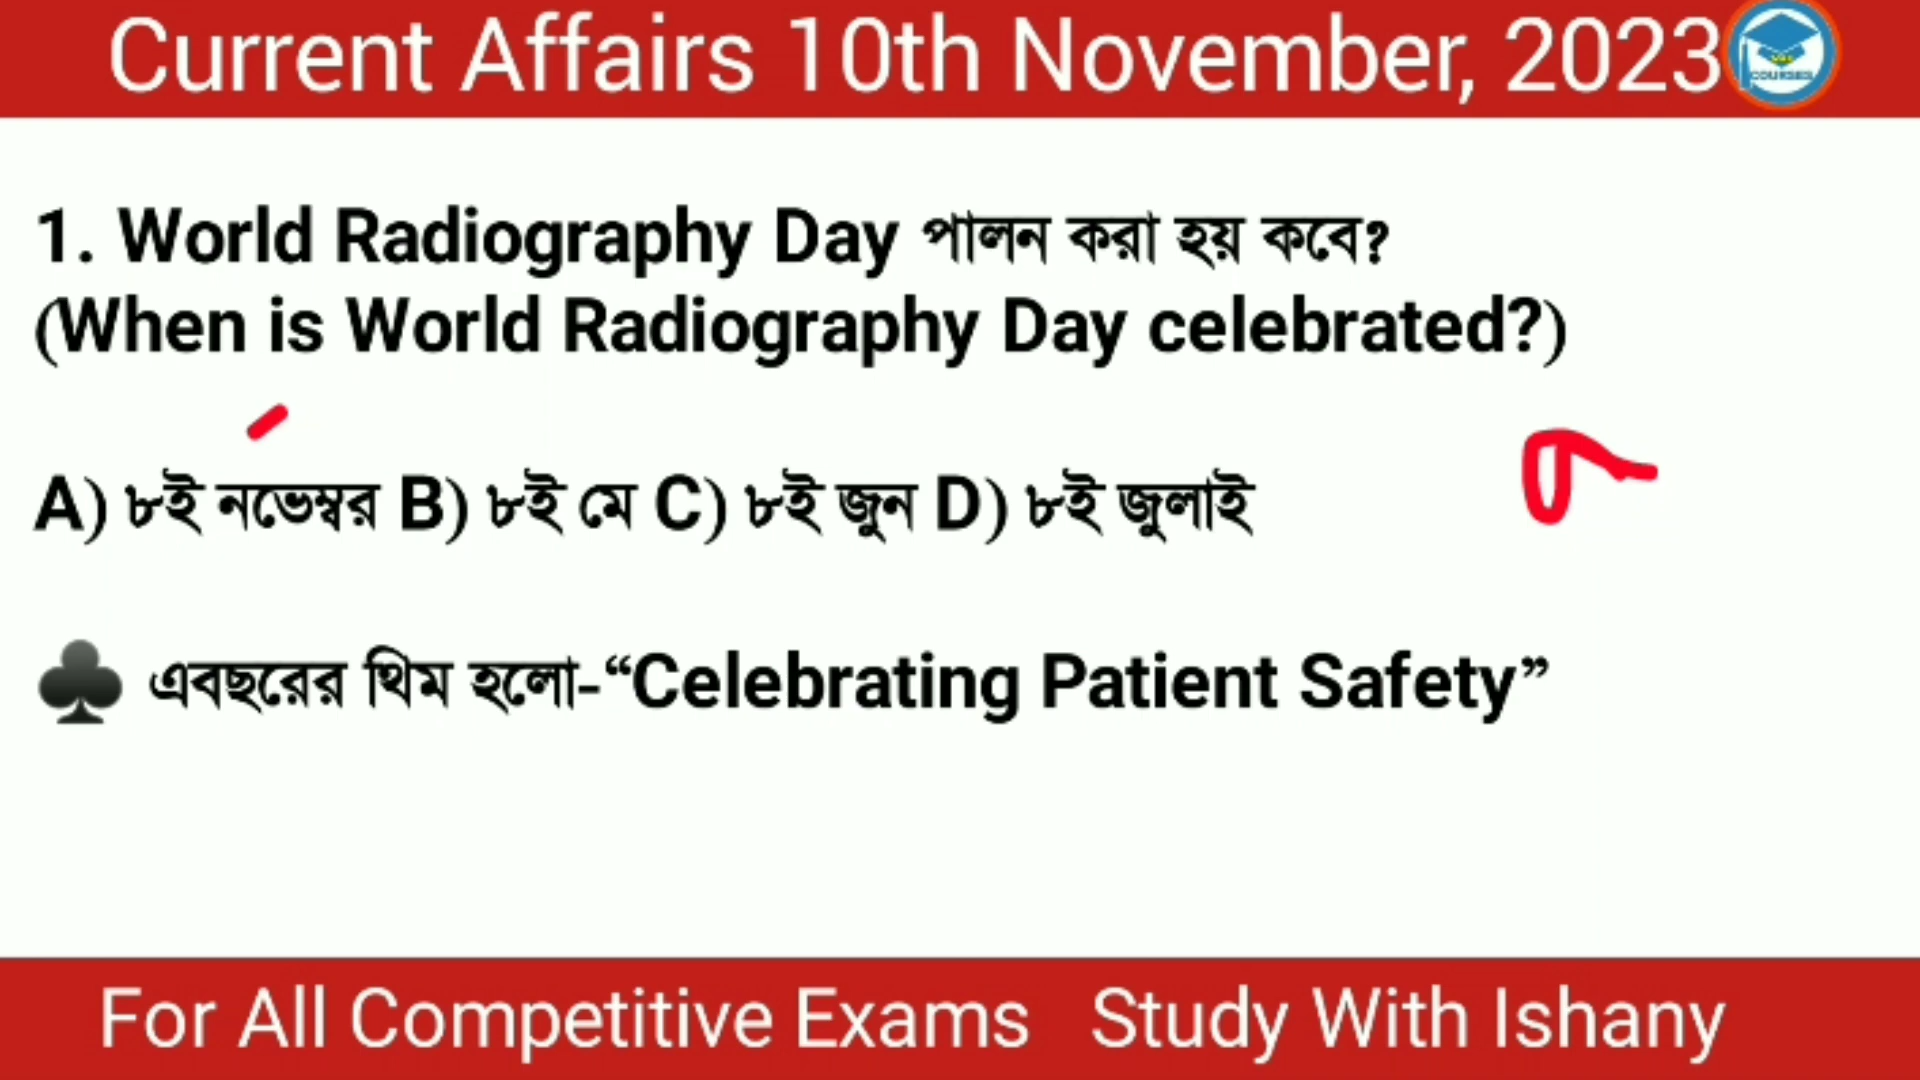 Current Affairs 10th November, 2023
COURSES
1. World Radiography Day পালন করা হয় কবে?
(When is World Radiography Day celebrated?)
A) ৮ই নভেম্বর B) ৮ই মে C) ৮ই জুন D) ৮ই জুলাই
♣ এবছরের থিম হলো-“Celebrating Patient Safety”
For All Competitive Exams Study With Ishany